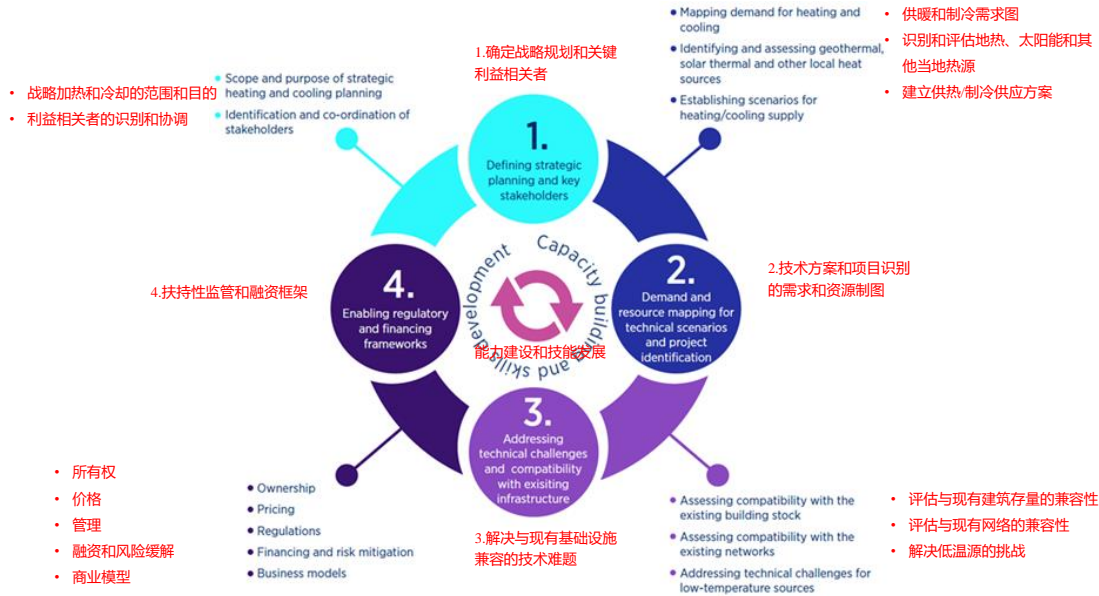 • Scope and purpose of strategic
heating and cooling planning
• Identification and co-ordination of
stakeholders
• 战略加热和冷却的范围和目的
• 利益相关者的识别和协调
1.确定战略规划和关键
利益相关者
1.
Defining strategic
planning and key
stakeholders
• Mapping demand for heating and
cooling
• Identifying and assessing geothermal,
solar thermal and other local heat
sources
• Establishing scenarios for
heating/cooling supply
• 供暖和制冷需求图
• 识别和评估地热、太阳能和其
他当地热源
• 建立供热/制冷供应方案
2.
Demand and
resource mapping for
technical scenarios
and project
identification
2.技术方案和项目识别
的需求和资源制图
Capacity building and skills development
能力建设和技能发展
4.扶持性监管和融资框架
4.
Enabling regulatory
and financing
frameworks
3.
Addressing
technical challenges
and compatibility
with exisiting
infrastructure
3.解决与现有基础设施
兼容的技术难题
• 所有权
• 价格
• 管理
• 融资和风险缓解
• 商业模型
• Ownership
• Pricing
• Regulations
• Financing and risk mitigation
• Business models
• Assessing compatibility with the
existing building stock
• Assessing compatibility with the
existing networks
• Addressing technical challenges for
low-temperature sources
• 评估与现有建筑存量的兼容性
• 评估与现有网络的兼容性
• 解决低温源的挑战